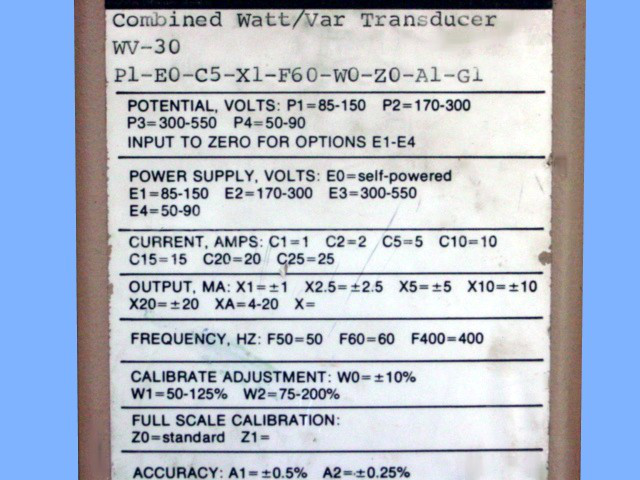 Combined Watt/Var Transducer
WV-30
P1-E0-C5-X1-F60-W0-Z0-A1-G1
POTENTIAL, VOLTS: P1=85-150 P2=170-300
P3=300-550 P4=50-90
INPUT TO ZERO FOR OPTIONS E1-E4
POWER SUPPLY, VOLTS: E0=self-powered
E1=85-150 E2=170-300 E3=300-550
E4=50-90
CURRENT, AMPS: C1=1 C2=2 C5=5 C10=10
C15=15 C20=20 C25=25
OUTPUT, MA: X1=±1 X2.5=±2.5 X5=±5 X10=±10
X20=±20 XA=4-20 X=
FREQUENCY, HZ: F50=50 F60=60 F400=400
CALIBRATE ADJUSTMENT: W0=±10%
W1=50-125% W2=75-200%
FULL SCALE CALIBRATION:
Z0=standard Z1=
ACCURACY: A1=±0.5% A2=±0.25%